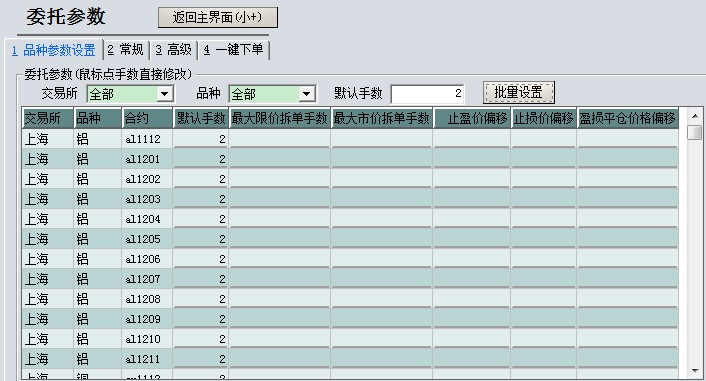 委托参数 返回主界面(小+)
1 品种参数设置 2 常规 3 高级 4 一键下单
委托参数(鼠标点手数直接修改)
交易所 全部 品种 全部 默认手数 2 批量设置
交易所 品种 合约 默认手数 最大限价拆单手数 最大市价拆单手数 止盈价偏移 止损价偏移 盈损平仓价格偏移
上海 铝 al1112 2
上海 铝 al1201 2
上海 铝 al1202 2
上海 铝 al1203 2
上海 铝 al1204 2
上海 铝 al1205 2
上海 铝 al1206 2
上海 铝 al1207 2
上海 铝 al1208 2
上海 铝 al1209 2
上海 铝 al1210 2
上海 铝 al1211 2
上海 铜 cu1112 2